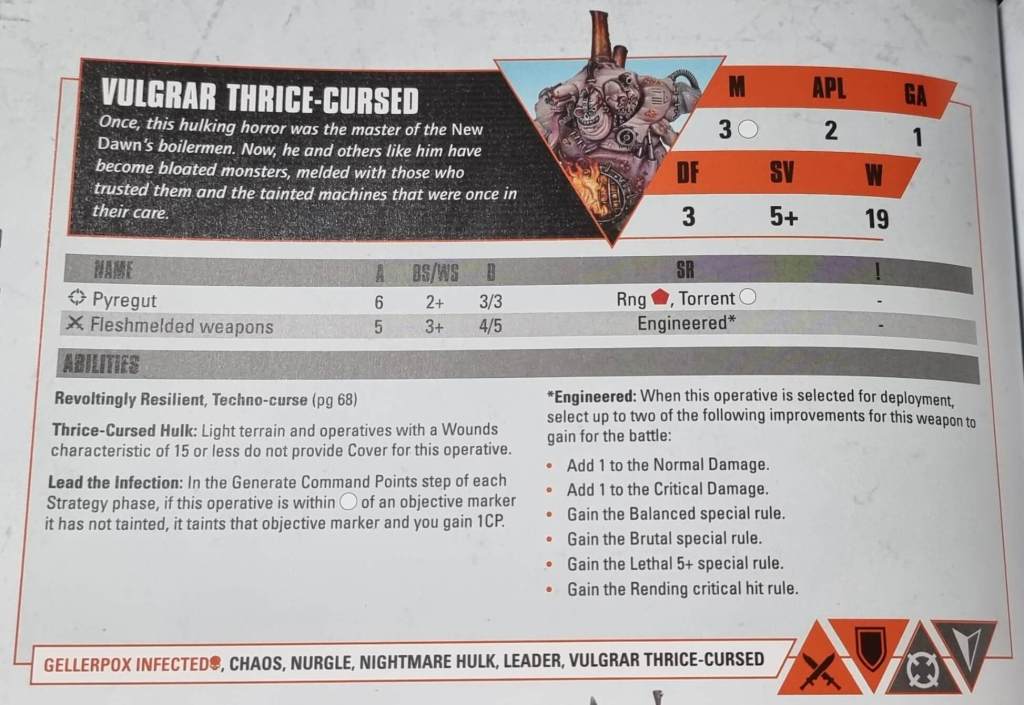 VULGRAR THRICE-CURSED
Once, this hulking horror was the master of the New
Dawn's boilermen. Now, he and others like him have
become bloated monsters, melded with those who
trusted them and the tainted machines that were once in
their care.
M APL GA
3 2 1
DF SV W
3 5+ 19
NAME A BS/WS D SR !
Pyregut 6 2+ 3/3 Rng , Torrent -
Fleshmelded weapons 5 3+ 4/5 Engineered* -
ABILITIES
Revoltingly Resilient, Techno-curse (pg 68)
Thrice-Cursed Hulk: Light terrain and operatives with a Wounds
characteristic of 15 or less do not provide Cover for this operative.
Lead the Infection: In the Generate Command Points step of each
Strategy phase, if this operative is within of an objective marker
it has not tainted, it taints that objective marker and you gain 1CP.
*Engineered: When this operative is selected for deployment,
select up to two of the following improvements for this weapon to
gain for the battle:
• Add 1 to the Normal Damage.
• Add 1 to the Critical Damage.
• Gain the Balanced special rule.
• Gain the Brutal special rule.
• Gain the Lethal 5+ special rule.
• Gain the Rending critical hit rule.
GELLERPOX INFECTED, CHAOS, NURGLE, NIGHTMARE HULK, LEADER, VULGRAR THRICE-CURSED